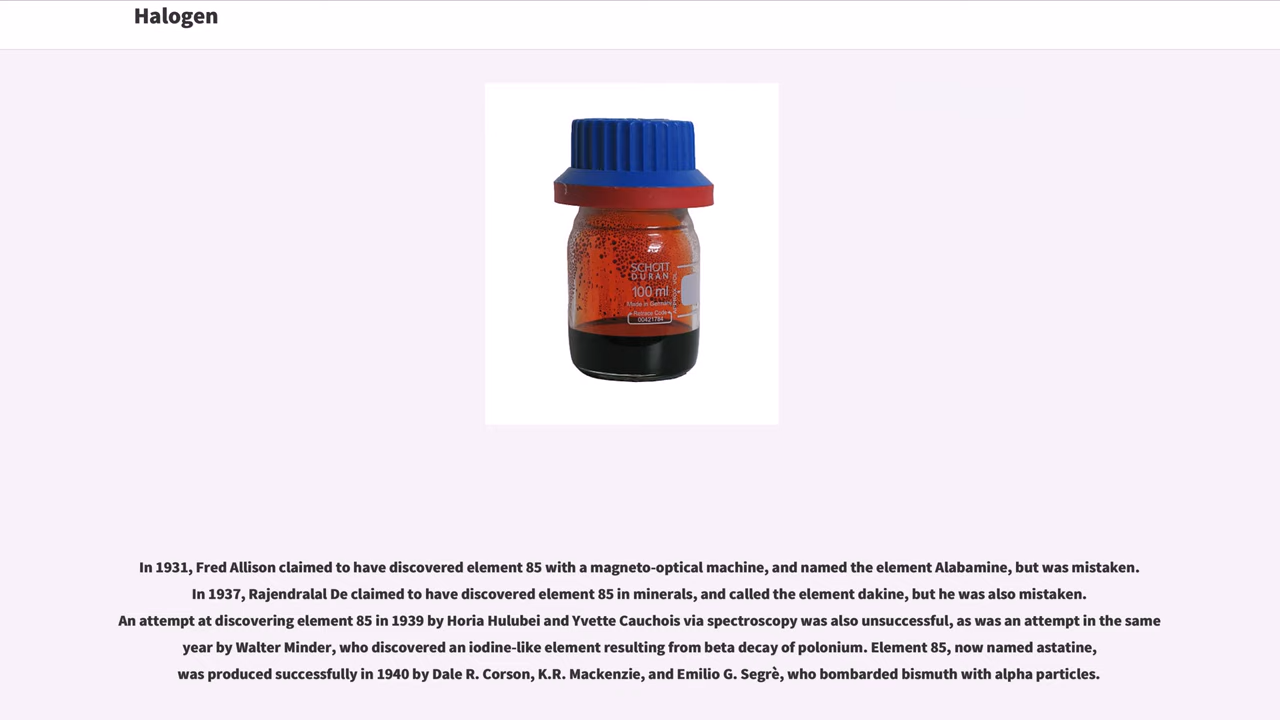 Halogen
SCHOTT
DURAN
100 ml
Made in Germany
Retrace Code
00421784
APPROX. VOL.
In 1931, Fred Allison claimed to have discovered element 85 with a magneto-optical machine, and named the element Alabamine, but was mistaken.
In 1937, Rajendralal De claimed to have discovered element 85 in minerals, and called the element dakine, but he was also mistaken.
An attempt at discovering element 85 in 1939 by Horia Hulubei and Yvette Cauchois via spectroscopy was also unsuccessful, as was an attempt in the same
year by Walter Minder, who discovered an iodine-like element resulting from beta decay of polonium. Element 85, now named astatine,
was produced successfully in 1940 by Dale R. Corson, K.R. Mackenzie, and Emilio G. Segrè, who bombarded bismuth with alpha particles.